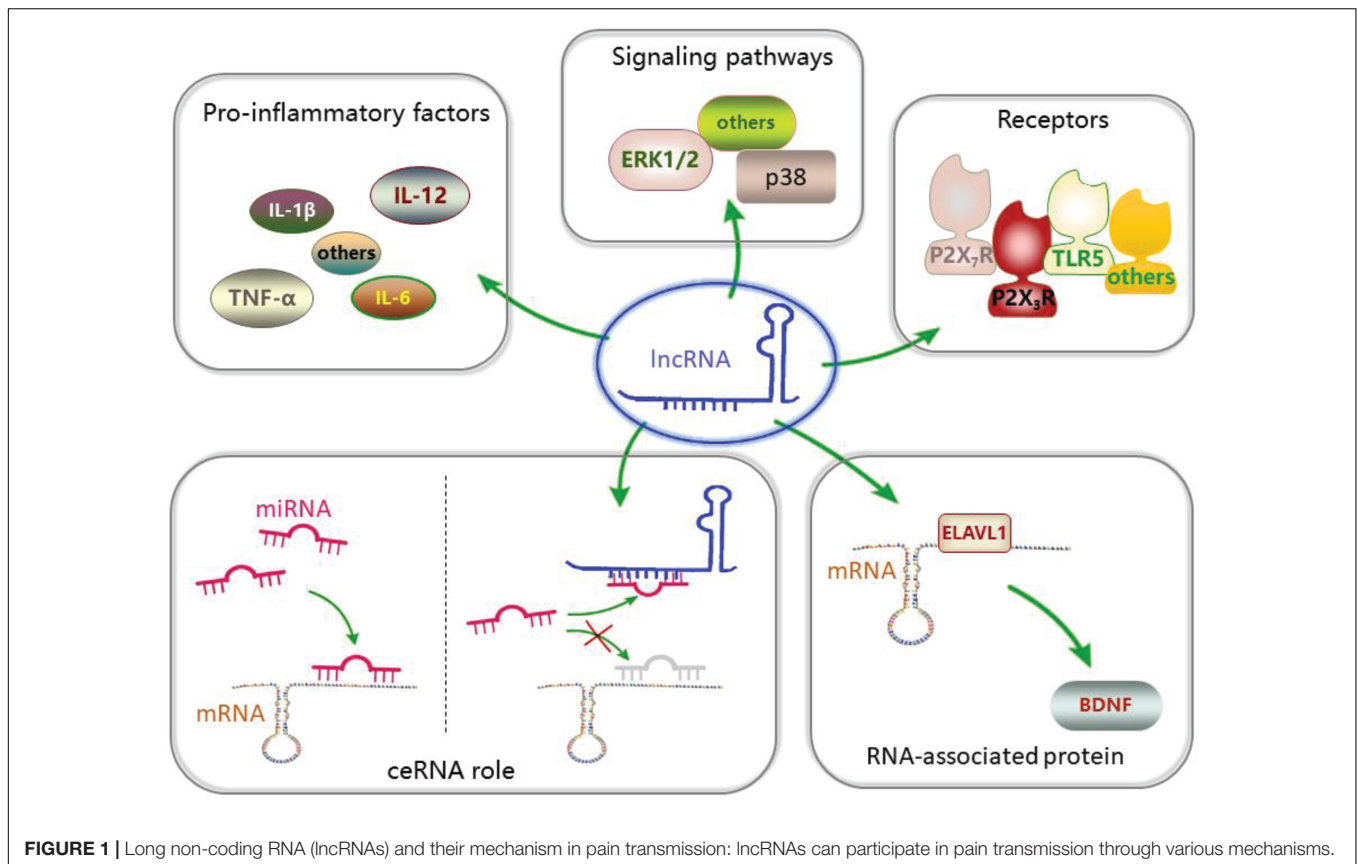 Signaling pathways
others
ERK1/2
p38
Pro-inflammatory factors
IL-1β
IL-12
others
TNF-α
IL-6
Receptors
P2X₇R
P2X₃R
TLR5
others
lncRNA
miRNA
mRNA
ceRNA role
ELAVL1
mRNA
BDNF
RNA-associated protein
FIGURE 1 | Long non-coding RNA (lncRNAs) and their mechanism in pain transmission: lncRNAs can participate in pain transmission through various mechanisms.